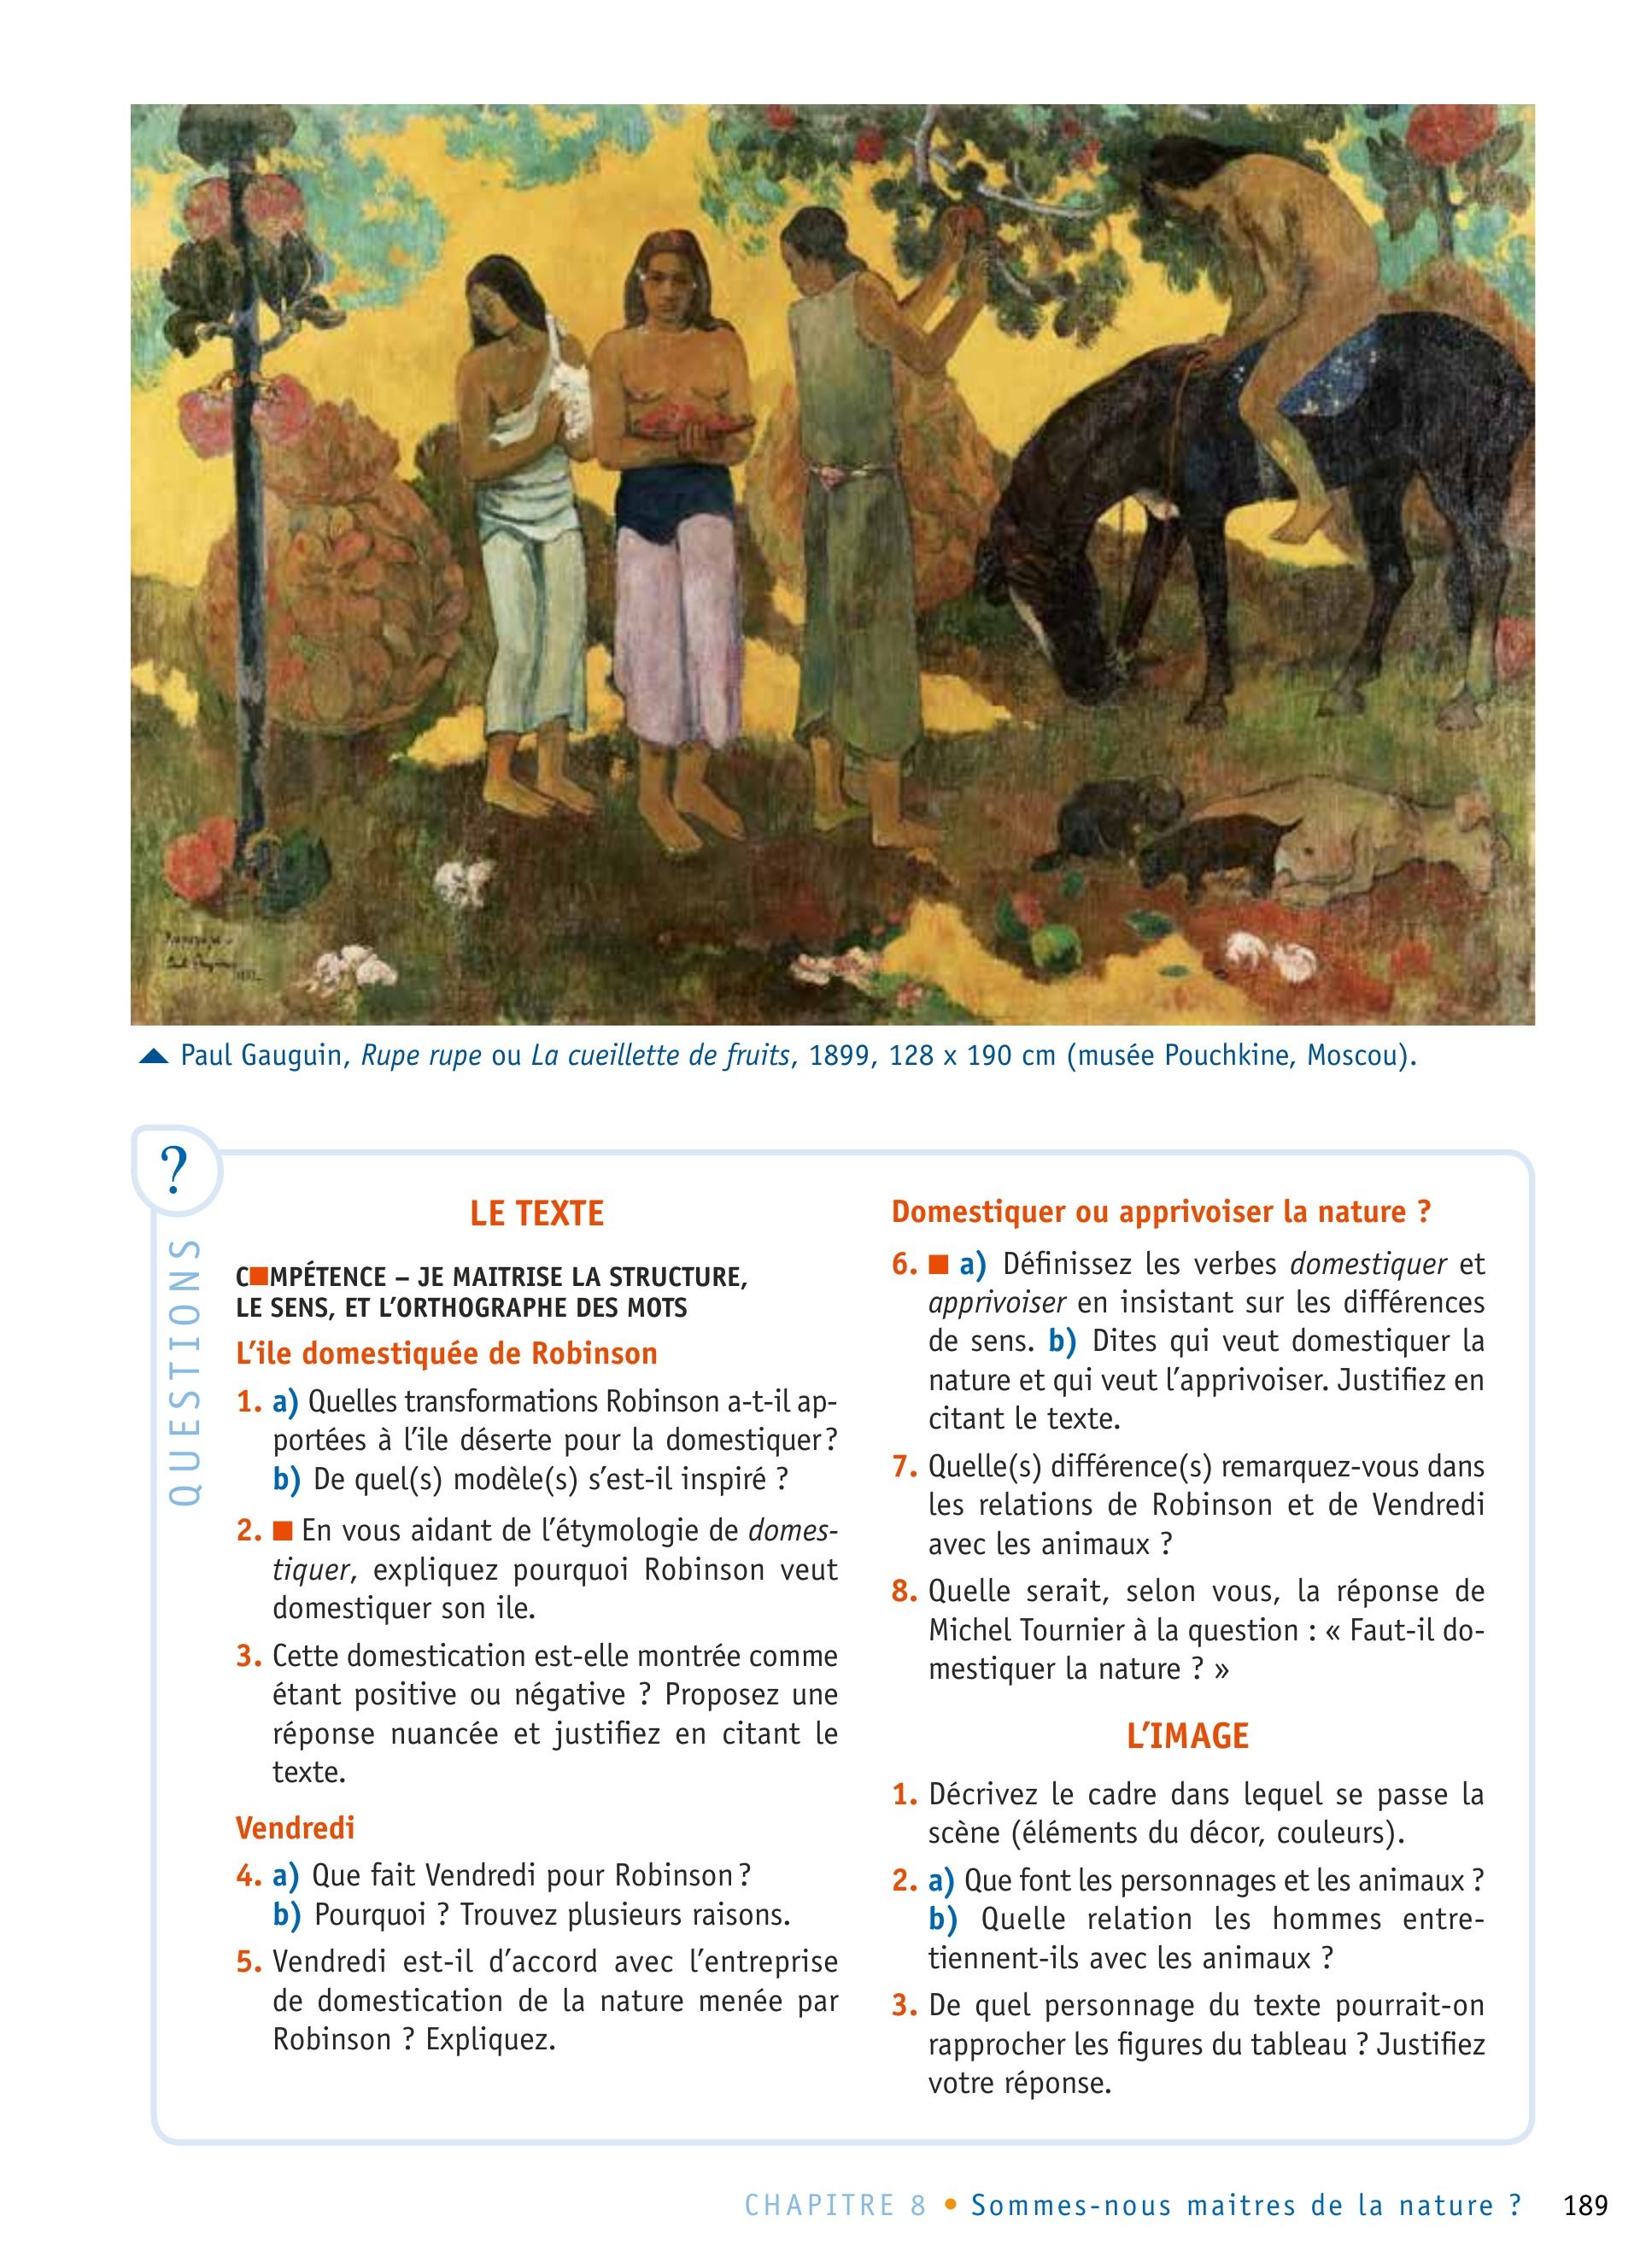 Paul Gauguin, Rupe rupe ou La cueillette de fruits, 1899, 128 x 190 cm (musée Pouchkine, Moscou).
?
QUESTIONS
LE TEXTE
C■MPÉTENCE – JE MAITRISE LA STRUCTURE,
LE SENS, ET L’ORTHOGRAPHE DES MOTS
L’ile domestiquée de Robinson
1. a) Quelles transformations Robinson a-t-il ap-
portées à l’ile déserte pour la domestiquer ?
b) De quel(s) modèle(s) s’est-il inspiré ?
2. ■ En vous aidant de l’étymologie de domes-
tiquer, expliquez pourquoi Robinson veut
domestiquer son ile.
3. Cette domestication est-elle montrée comme
étant positive ou négative ? Proposez une
réponse nuancée et justifiez en citant le
texte.
Vendredi
4. a) Que fait Vendredi pour Robinson ?
b) Pourquoi ? Trouvez plusieurs raisons.
5. Vendredi est-il d’accord avec l’entreprise
de domestication de la nature menée par
Robinson ? Expliquez.
Domestiquer ou apprivoiser la nature ?
6. ■ a) Définissez les verbes domestiquer et
apprivoiser en insistant sur les différences
de sens. b) Dites qui veut domestiquer la
nature et qui veut l’apprivoiser. Justifiez en
citant le texte.
7. Quelle(s) différence(s) remarquez-vous dans
les relations de Robinson et de Vendredi
avec les animaux ?
8. Quelle serait, selon vous, la réponse de
Michel Tournier à la question : « Faut-il do-
mestiquer la nature ? »
L’IMAGE
1. Décrivez le cadre dans lequel se passe la
scène (éléments du décor, couleurs).
2. a) Que font les personnages et les animaux ?
b) Quelle relation les hommes entre-
tiennent-ils avec les animaux ?
3. De quel personnage du texte pourrait-on
rapprocher les figures du tableau ? Justifiez
votre réponse.
CHAPITRE 8 • Sommes-nous maitres de la nature ? 189